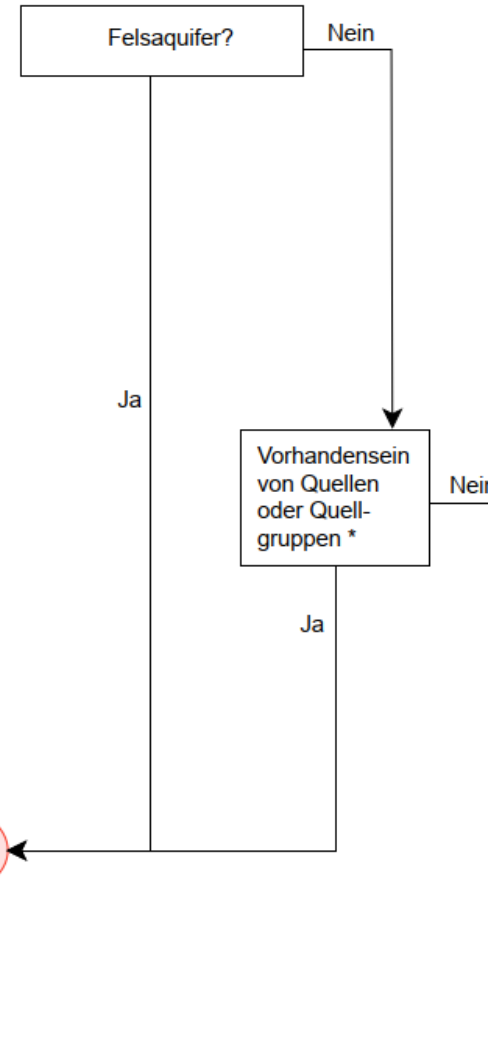 Felsaquifer?
Nein
Ja
Vorhandensein
von Quellen
oder Quell-
gruppen *
Ja